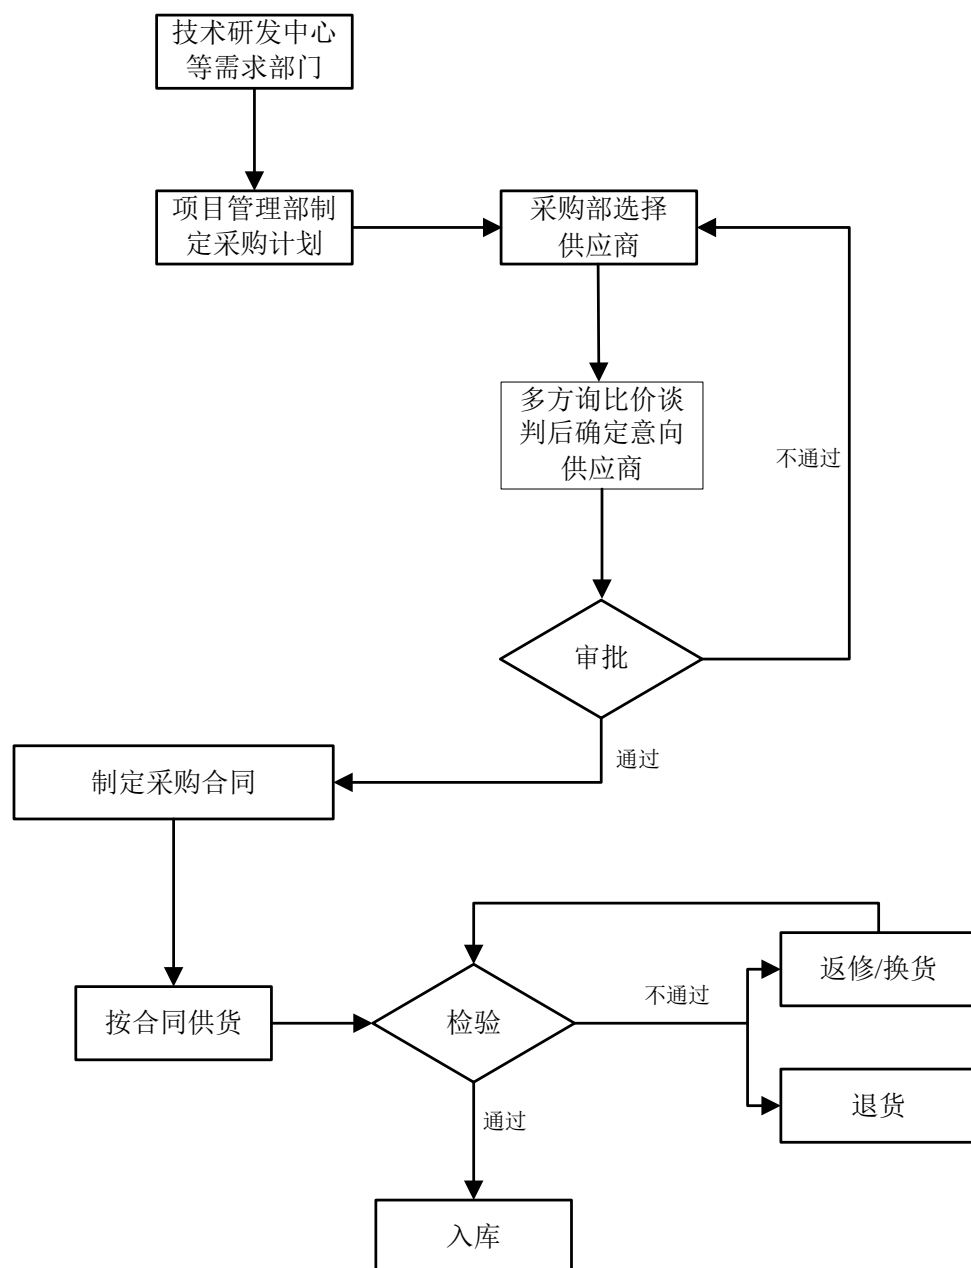 技术研发中心
等需求部门
项目管理部制
定采购计划
采购部选择
供应商
多方询比价谈
判后确定意向
供应商
不通过
审批
通过
制定采购合同
按合同供货
检验
不通过
返修/换货
退货
通过
入库